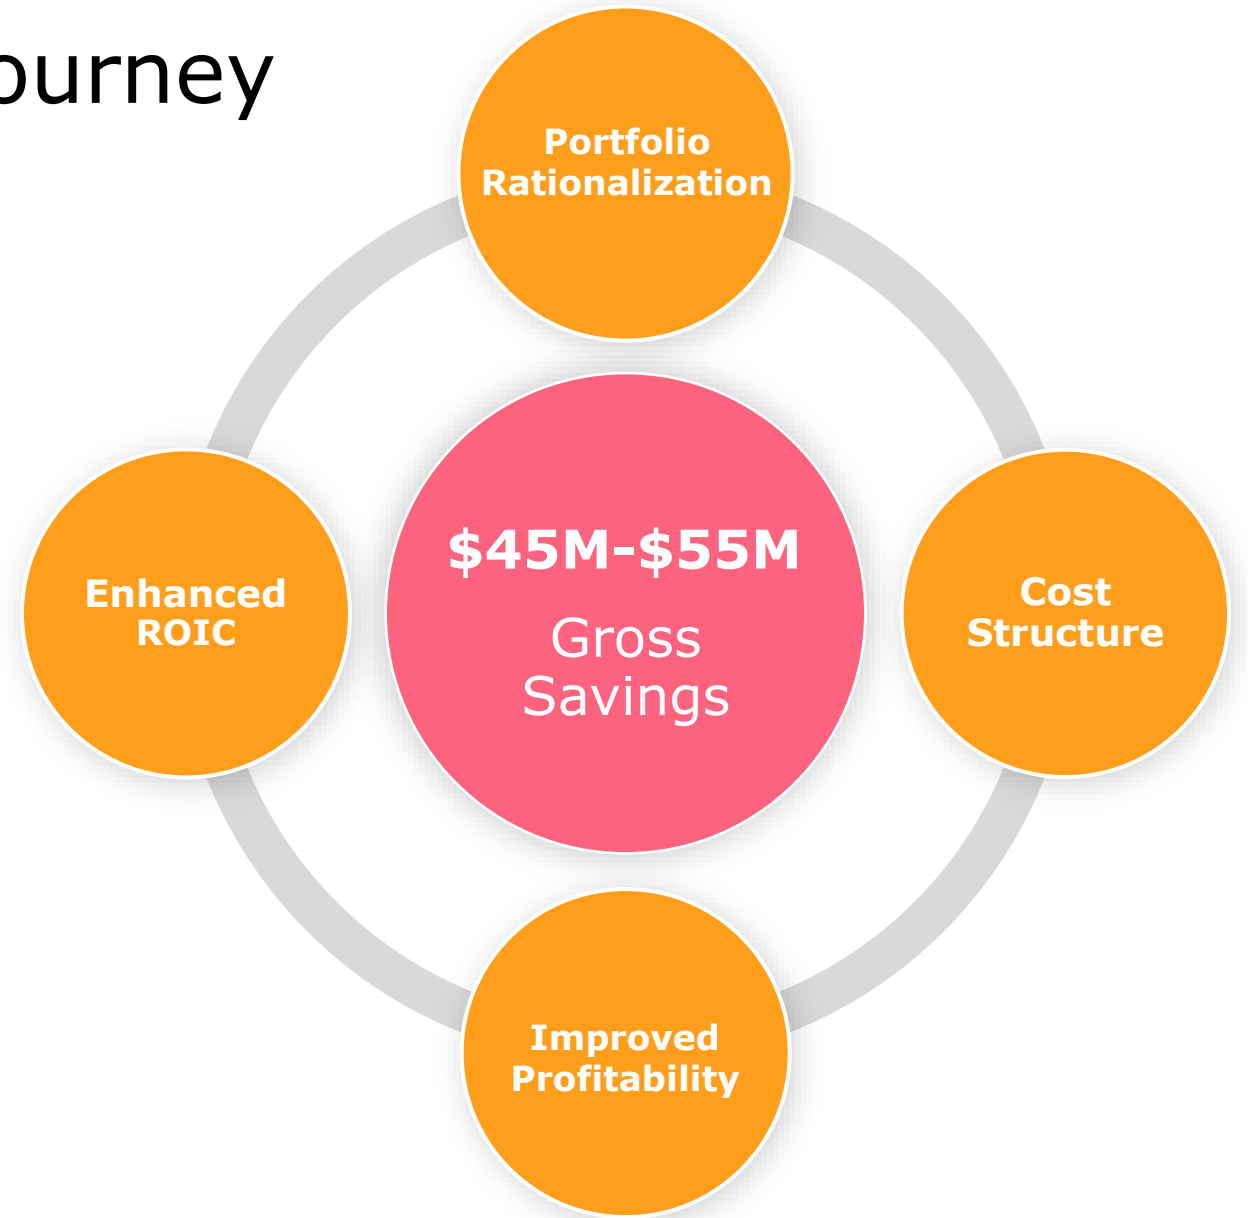 ourney
Portfolio
Rationalization
$45M-$55M
Gross
Savings
Enhanced
ROIC
Cost
Structure
Improved
Profitability